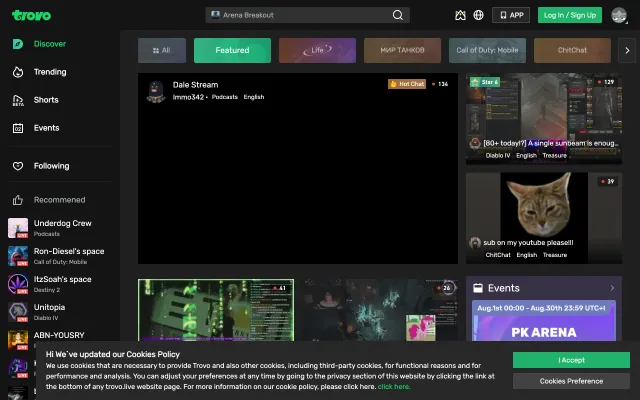 trovo
Arena Breakout
APP
Log In / Sign Up
Discover
Trending
Shorts
BETA
Events
Following
Recommened
Underdog Crew
Podcasts
LIVE
Ron-Diesel's space
Call of Duty: Mobile
LIVE
ItzSoah's space
Destiny 2
LIVE
Unitopia
Diablo IV
LIVE
ABN-YOUSRY
LIVE
All
Featured
Life
МИР ТАНКОВ
Call of Duty: Mobile
ChitChat
Dale Stream
Immo342 • Podcasts English
Hot Chat
134
Star 6
129
[80+ today!?] A single sunbeam is enoug...
Diablo IV English Treasure
39
sub on my youtube pleaselll
ChitChat English Treasure
41
26
Events
Aug.1st 00:00 - Aug.30th 23:59 UTC+(
PK ARENA
Hi We`ve updated our Cookies Policy
We use cookies that are necessary to provide Trovo and also other cookies, including third-party cookies, for functional reasons and for
performance and analysis. You can adjust your preferences at any time by going to the privacy section of this website by clicking the link at
the bottom of any trovo.live website page. For more information on our cookie policy, please click here. click here.
I Accept
Cookies Preference